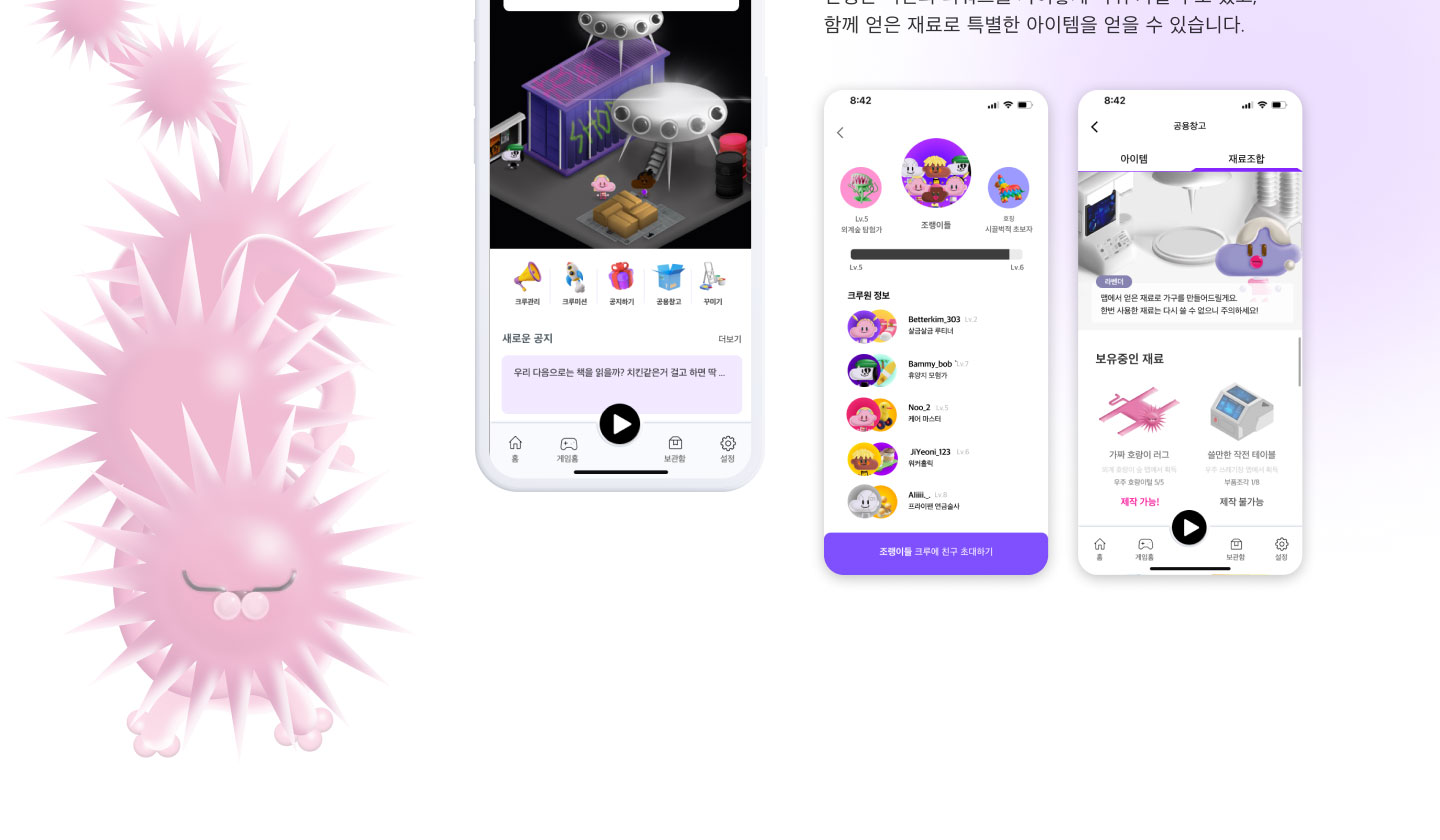 함께 얻은 재료로 특별한 아이템을 얻을 수 있습니다.
SHOP
크루관리
크루미션
공지하기
공용창고
꾸미기
새로운 공지
더보기
우리 다음으로는 책을 읽을까? 치킨같은거 걸고 하면 딱 ...
홈
게임홈
보관함
설정
8:42
Lv.5
외계숲 탐험가
조랭이들
호칭
시끌벅적 초보자
Lv.5
Lv.6
크루원 정보
Betterkim_303 Lv.2
살금살금 루티너
Bammy_bob Lv.7
휴양지 모험가
Noo_2 Lv.5
케어 마스터
JiYeoni_123 Lv.6
워커홀릭
Aliiii._. Lv.8
프라이팬 연금술사
조랭이들 크루에 친구 초대하기
8:42
공용창고
아이템
재료조합
라벤더
맵에서 얻은 재료로 가구를 만들어드릴게요.
한번 사용한 재료는 다시 쓸 수 없으니 주의하세요!
보유중인 재료
가짜 호랑이 러그
외계 호랑이 숲 맵에서 획득
우주 호랑이털 5/5
제작 가능!
쓸만한 작전 테이블
우주 쓰레기장 맵에서 획득
부품조각 1/8
제작 불가능
홈
게임홈
보관함
설정